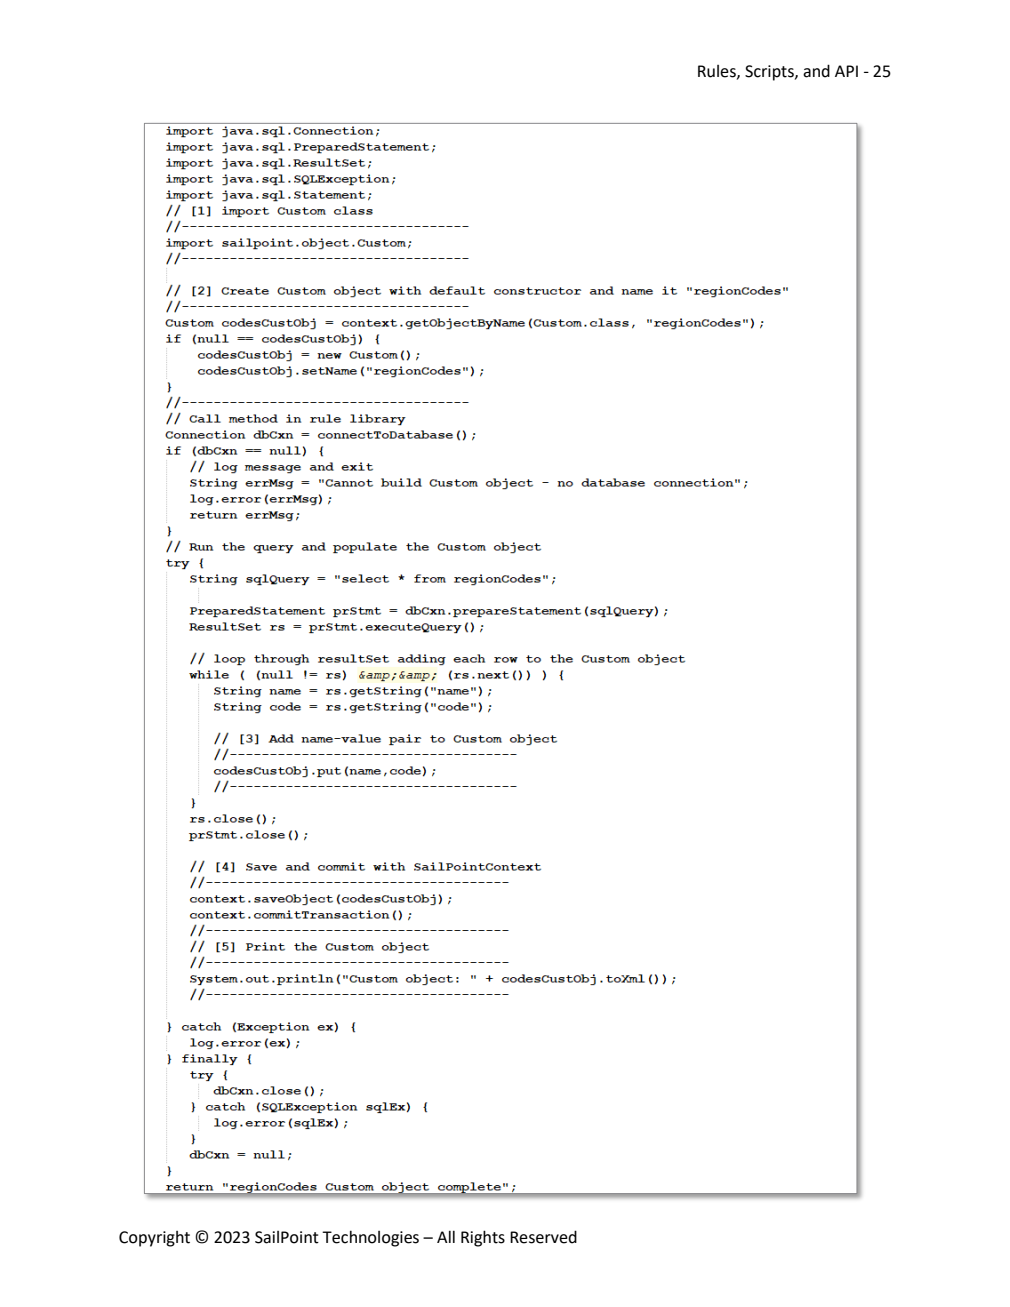 Rules, Scripts, and API - 25
import java.sql.Connection;
import java.sql.PreparedStatement;
import java.sql.ResultSet;
import java.sql.SQLException;
import java.sql.Statement;
// [1] import Custom class
//------------------------------------
import sailpoint.object.Custom;
//------------------------------------
// [2] Create Custom object with default constructor and name it "regionCodes"
//------------------------------------
Custom codesCustObj = context.getObjectByName(Custom.class, "regionCodes");
if (null == codesCustObj) {
    codesCustObj = new Custom();
    codesCustObj.setName("regionCodes");
}
//------------------------------------
// Call method in rule library
Connection dbCxn = connectToDatabase();
if (dbCxn == null) {
   // log message and exit
   String errMsg = "Cannot build Custom object - no database connection";
   log.error(errMsg);
   return errMsg;
}
// Run the query and populate the Custom object
try {
   String sqlQuery = "select * from regionCodes";
   PreparedStatement prStmt = dbCxn.prepareStatement(sqlQuery);
   ResultSet rs = prStmt.executeQuery();
   // loop through resultSet adding each row to the Custom object
   while ( (null != rs) &amp;&amp; (rs.next()) ) {
      String name = rs.getString("name");
      String code = rs.getString("code");
      // [3] Add name-value pair to Custom object
      //------------------------------------
      codesCustObj.put(name,code);
      //------------------------------------
   }
   rs.close();
   prStmt.close();
   // [4] Save and commit with SailPointContext
   //--------------------------------------
   context.saveObject(codesCustObj);
   context.commitTransaction();
   //--------------------------------------
   // [5] Print the Custom object
   //--------------------------------------
   System.out.println("Custom object: " + codesCustObj.toXml());
   //--------------------------------------
} catch (Exception ex) {
   log.error(ex);
} finally {
   try {
      dbCxn.close();
   } catch (SQLException sqlEx) {
      log.error(sqlEx);
   }
   dbCxn = null;
}
return "regionCodes Custom object complete";
Copyright © 2023 SailPoint Technologies – All Rights Reserved